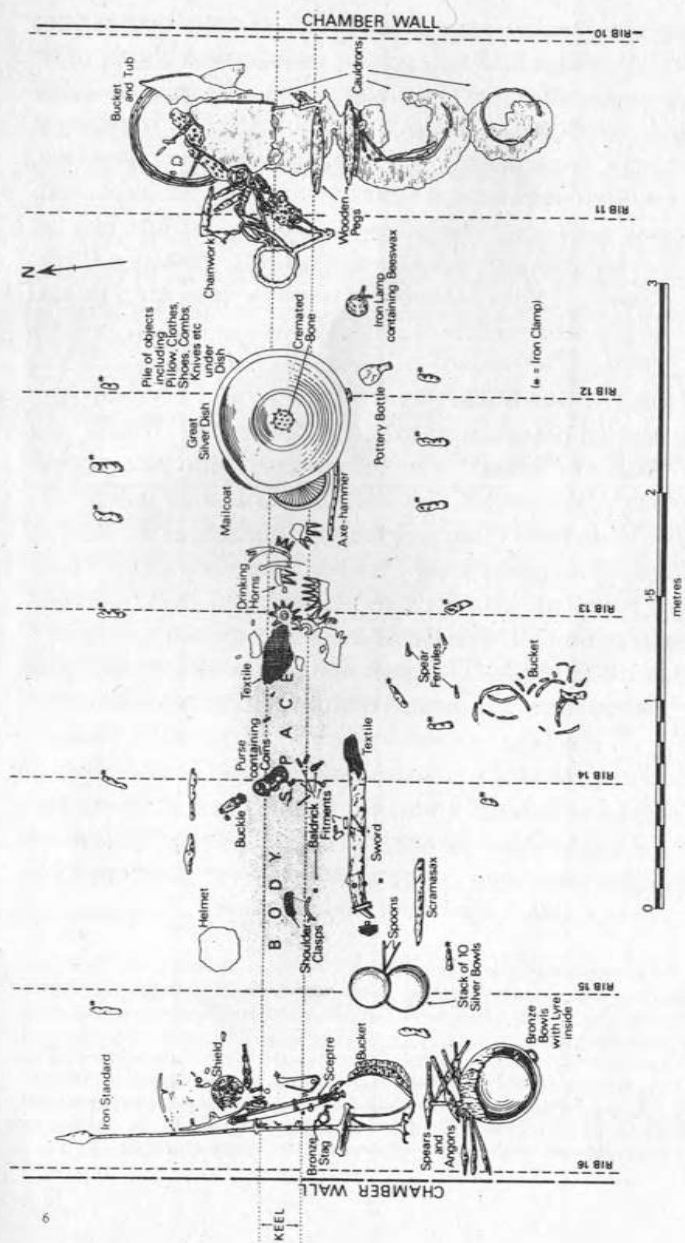 6
CHAMBER WALL
RIB 16
Iron Standard
Shield
KEEL
Bronze
Stag
Sceptre
Bucket
Spears
and
Angons
Bronze
Bowls
with Lyre
inside
RIB 15
Helmet
BODY SPACE
Shoulder
Clasps
Spoons
Stack of 10
Silver Bowls
Scramasax
Sword
Textile
RIB 14
Buckle
Purse
containing
Coins
Baldrick
Fitments
Textile
Spear
Ferrules
Bucket
RIB 13
Drinking
Horns
Mailcoat
Axe-hammer
Great
Silver Dish
Pile of objects
including
Pillow, Clothes,
Shoes, Combs,
Knives etc
under
Dish
Cremated
Bone
Pottery Bottle
RIB 12
Iron Lamp
containing Beeswax
(* = Iron Clamp)
N
RIB 11
Chainwork
Wooden
Pegs
Bucket
and Tub
Cauldrons
RIB 10
CHAMBER WALL
0
2
3
metres